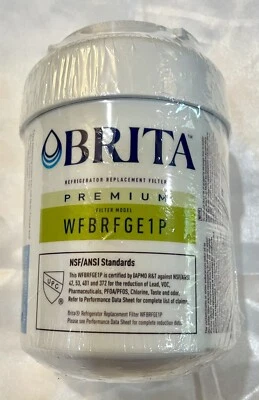 BRITA™
REFRIGERATOR REPLACEMENT FILTER
PREMIUM
FILTER MODEL
WFBRFGE1P
NSF/ANSI Standards
UPC
This WFBRFGE1P is certified by IAPMO R&T against NSF/ANSI
42, 53, 401 and 372 for the reduction of Lead, VOC,
Pharmaceuticals, PFOA/PFOS, Chlorine, Taste and odor.
Refer to Performance Data Sheet for complete list of claims.
Brita® Refrigerator Replacement Filter WFBRFGE1P
Please see Performance Data Sheet for complete reduction data.